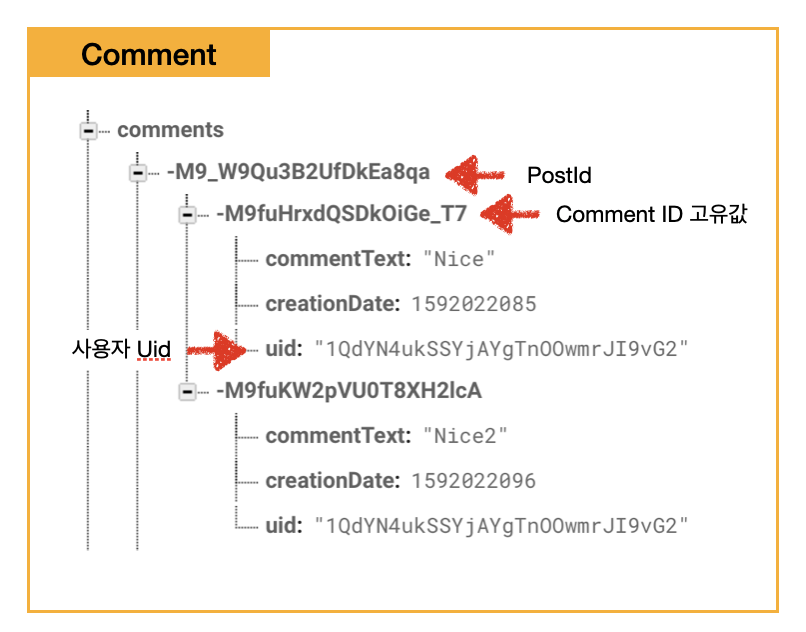 Comment
comments
-M9_W9Qu3B2UfDkEa8qa PostId
-M9fuHrxdQSDkOiGe_T7 Comment ID 고유값
commentText: "Nice"
creationDate: 1592022085
사용자 Uid uid: "1QdYN4ukSSYjAYgTnOOwmrJI9vG2"
-M9fuKW2pVU0T8XH2lcA
commentText: "Nice2"
creationDate: 1592022096
uid: "1QdYN4ukSSYjAYgTnOOwmrJI9vG2"